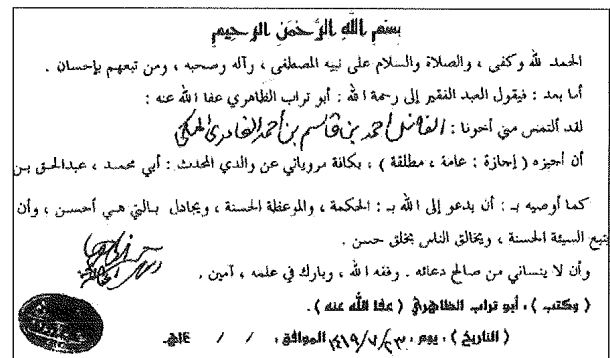 بسم الله الرحمن الرحيم
الحمد لله وكفى ، والصلاة والسلام على نبيه المصطفى ، وآله وصحبه ، ومن تبعهم بإحسان .
أما بعد : فيقول العبد الفقير إلى رحمة الله : أبو تراب الظاهري عفا الله عنه :
لقد ألتمس مني أخونا : الفاضل أحمد بن قاسم بن أحمد الغامدي المكي
أن أجيزه ( إجازة : عامة ، مطلقة ) ، بكافة مروياتي عن والدي المحدث : أبي محمد ، عبدالحق بن
كما أوصيه بـ : أن يدعو إلى الله بـ : الحكمة ، والموعظة الحسنة ، ويجادل بالتي هي أحسن ، وأن
يتبع السيئة الحسنة ، ويخالق الناس بخلق حسن .
وأن لا ينساني من صالح دعائه . وفقه الله ، وبارك في علمه ، آمين .
( وكتب ) : أبو تراب الظاهري ( عفا الله عنه ) .
( التاريخ ) : يوم : ١٤١٩/٧/٢٣ الموافق : / / ١٤هـ